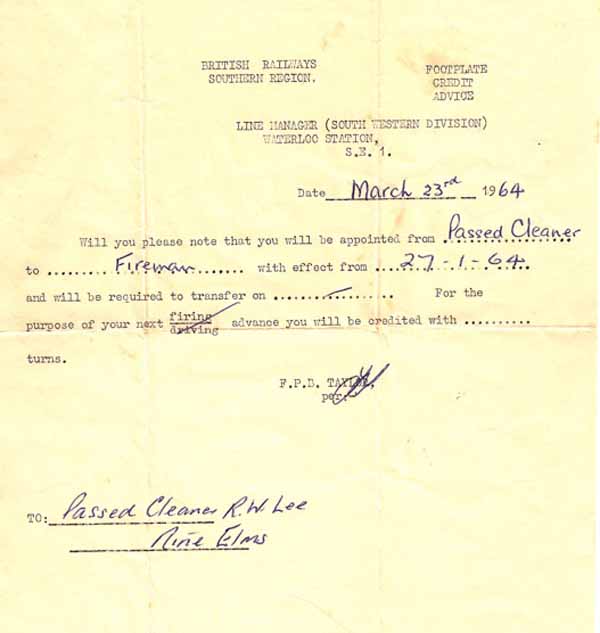 BRITISH RAILWAYS
SOUTHERN REGION.
FOOTPLATE
CREDIT
ADVICE
LINE MANAGER (SOUTH WESTERN DIVISION)
WATERLOO STATION,
S.E. 1.
Date March 23rd 1964
Will you please note that you will be appointed from Passed Cleaner
to Fireman with effect from 27-1-64
and will be required to transfer on .......... For the
purpose of your next firing driving advance you will be credited with ..........
turns.
F.P.B. TAYLOR,
per.
TO: Passed Cleaner R.W. Lee
Nine Elms